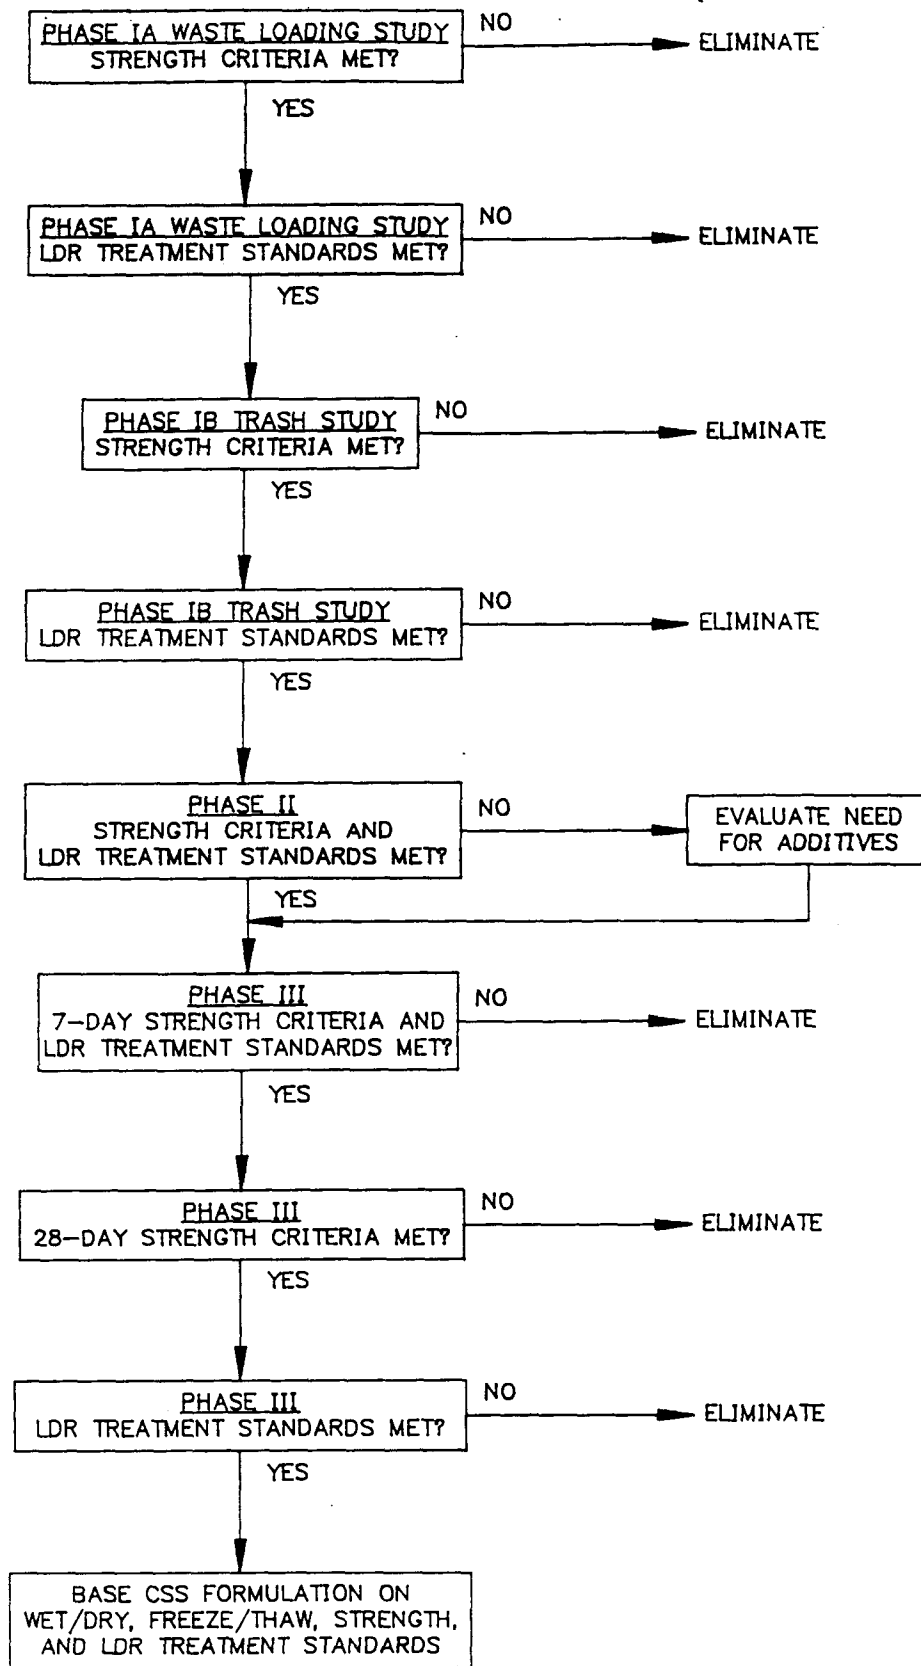 PHASE IA WASTE LOADING STUDY
STRENGTH CRITERIA MET?
NO
ELIMINATE
YES
PHASE IA WASTE LOADING STUDY
LDR TREATMENT STANDARDS MET?
NO
ELIMINATE
YES
PHASE IB TRASH STUDY
STRENGTH CRITERIA MET?
NO
ELIMINATE
YES
PHASE IB TRASH STUDY
LDR TREATMENT STANDARDS MET?
NO
ELIMINATE
YES
PHASE II
STRENGTH CRITERIA AND
LDR TREATMENT STANDARDS MET?
NO
EVALUATE NEED
FOR ADDITIVES
YES
PHASE III
7-DAY STRENGTH CRITERIA AND
LDR TREATMENT STANDARDS MET?
NO
ELIMINATE
YES
PHASE III
28-DAY STRENGTH CRITERIA MET?
NO
ELIMINATE
YES
PHASE III
LDR TREATMENT STANDARDS MET?
NO
ELIMINATE
YES
BASE CSS FORMULATION ON
WET/DRY, FREEZE/THAW, STRENGTH,
AND LDR TREATMENT STANDARDS